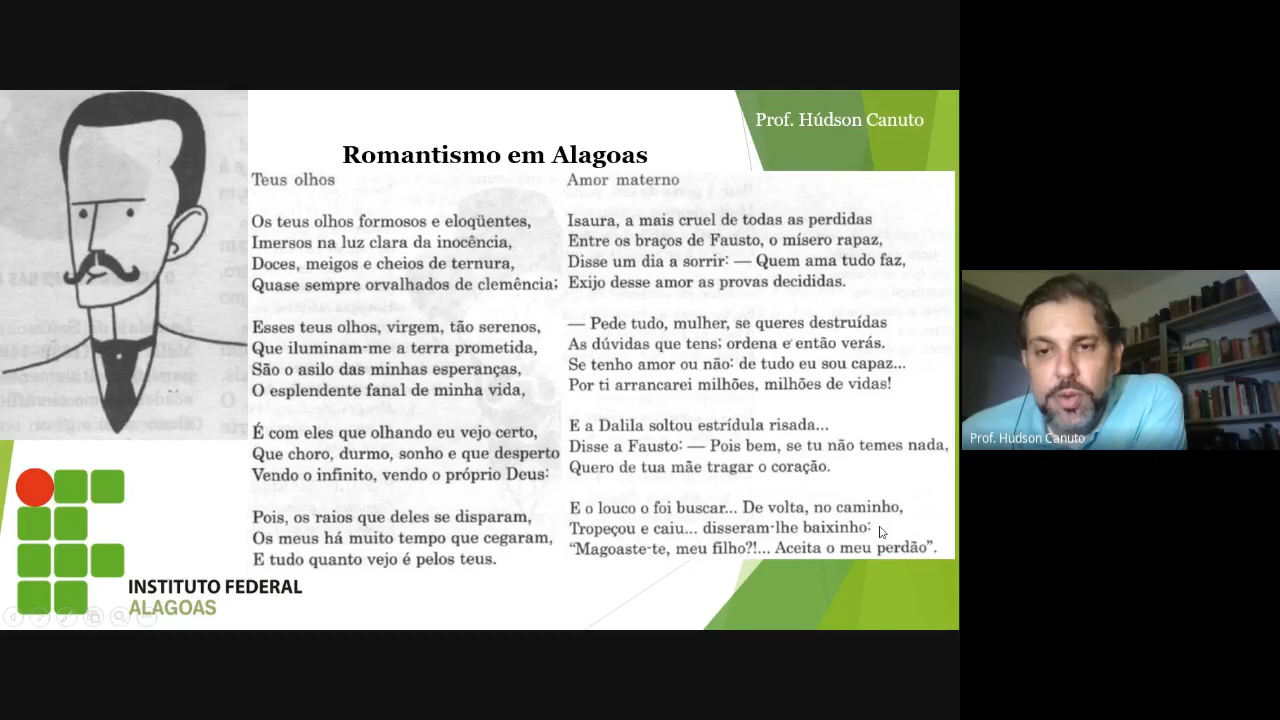 Prof. Húdson Canuto
Romantismo em Alagoas
Teus olhos
Os teus olhos formosos e eloqüentes,
Imersos na luz clara da inocência,
Doces, meigos e cheios de ternura,
Quase sempre orvalhados de clemência;
Esses teus olhos, virgem, tão serenos,
Que iluminam-me a terra prometida,
São o asilo das minhas esperanças,
O esplendente fanal de minha vida,
É com eles que olhando eu vejo certo,
Que choro, durmo, sonho e que desperto
Vendo o infinito, vendo o próprio Deus:
Pois, os raios que deles se disparam,
Os meus há muito tempo que cegaram,
E tudo quanto vejo é pelos teus.
Amor materno
Isaura, a mais cruel de todas as perdidas
Entre os braços de Fausto, o mísero rapaz,
Disse um dia a sorrir: — Quem ama tudo faz,
Exijo desse amor as provas decididas.
— Pede tudo, mulher, se queres destruídas
As dúvidas que tens; ordena e então verás.
Se tenho amor ou não: de tudo eu sou capaz...
Por ti arrancarei milhões, milhões de vidas!
E a Dalila soltou estrídula risada...
Disse a Fausto: — Pois bem, se tu não temes nada,
Quero de tua mãe tragar o coração.
E o louco o foi buscar... De volta, no caminho,
Tropeçou e caiu... disseram-lhe baixinho:
“Magoaste-te, meu filho?!... Aceita o meu perdão”.
INSTITUTO FEDERAL
ALAGOAS
Prof. Hudson Canuto